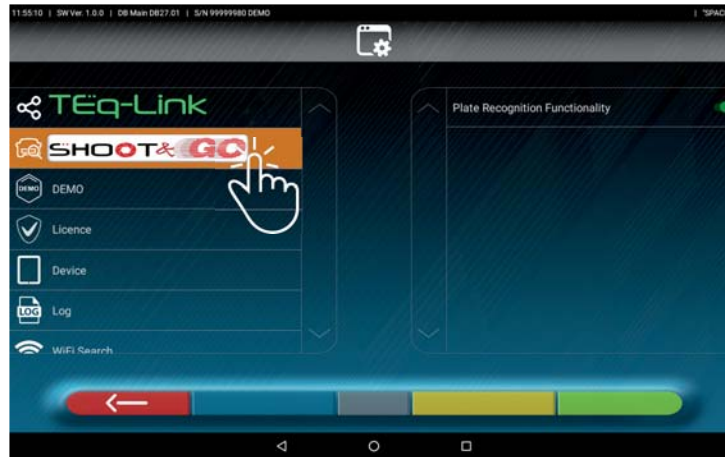 11:55:10 | SW Ver. 1.0.0 | DB Main DB27.01 | S/N 99999980 DEMO | "SPAC
TEq-Link
SHOOT& GO
Plate Recognition Functionality
DEMO
DEMO
Licence
Device
LOG
Log
WiFi Search